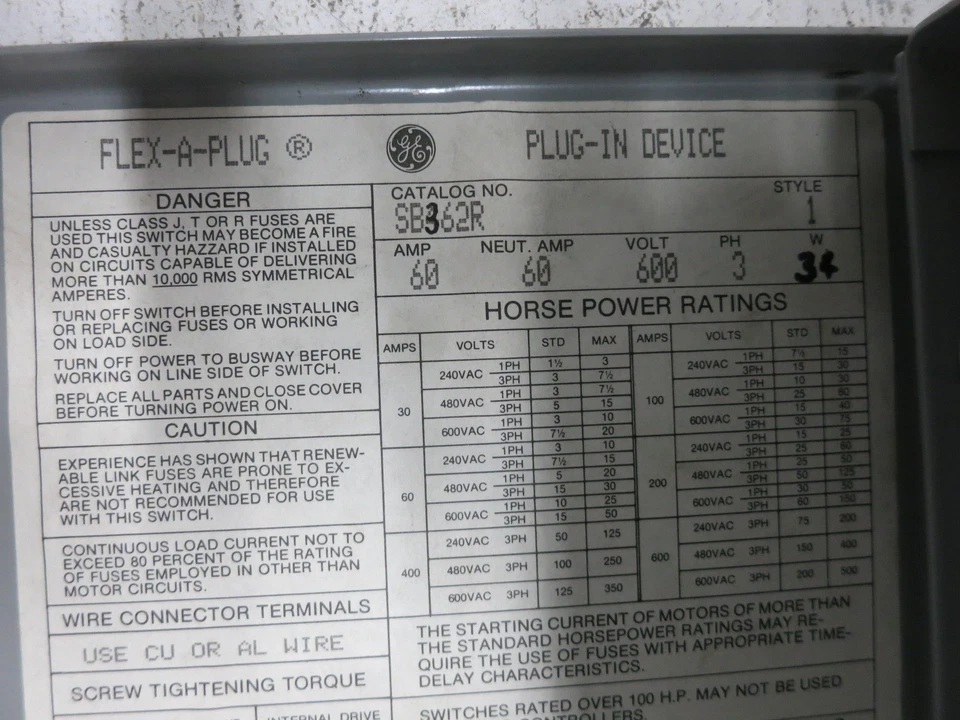 FLEX-A-PLUG ® GE PLUG-IN DEVICE
DANGER
UNLESS CLASS J, T OR R FUSES ARE
USED THIS SWITCH MAY BECOME A FIRE
AND CASUALTY HAZZARD IF INSTALLED
ON CIRCUITS CAPABLE OF DELIVERING
MORE THAN 10,000 RMS SYMMETRICAL
AMPERES.
TURN OFF SWITCH BEFORE INSTALLING
OR REPLACING FUSES OR WORKING
ON LOAD SIDE.
TURN OFF POWER TO BUSWAY BEFORE
WORKING ON LINE SIDE OF SWITCH.
REPLACE ALL PARTS AND CLOSE COVER
BEFORE TURNING POWER ON.
CAUTION
EXPERIENCE HAS SHOWN THAT RENEW-
ABLE LINK FUSES ARE PRONE TO EX-
CESSIVE HEATING AND THEREFORE
ARE NOT RECOMMENDED FOR USE
WITH THIS SWITCH.
CONTINUOUS LOAD CURRENT NOT TO
EXCEED 80 PERCENT OF THE RATING
OF FUSES EMPLOYED IN OTHER THAN
MOTOR CIRCUITS.
WIRE CONNECTOR TERMINALS
USE CU OR AL WIRE
SCREW TIGHTENING TORQUE
INTERNAL DRIVE
CATALOG NO. STYLE
SB362R 1
AMP NEUT. AMP VOLT PH W
60 60 600 3 34
HORSE POWER RATINGS
AMPS VOLTS STD MAX
30
240VAC 1PH 1½ 3
3PH 3 7½
480VAC 1PH 3 7½
3PH 5 15
600VAC 1PH 3 10
3PH 7½ 20
60
240VAC 1PH 3 10
3PH 7½ 15
480VAC 1PH 5 20
3PH 15 30
600VAC 1PH 10 25
3PH 15 50
400
240VAC 3PH 50 125
480VAC 3PH 100 250
600VAC 3PH 125 350
AMPS VOLTS STD MAX
100
240VAC 1PH 7½ 15
3PH 15 30
480VAC 1PH 10 30
3PH 25 60
600VAC 1PH 15 40
3PH 30 75
200
240VAC 1PH 15 25
3PH 25 60
480VAC 1PH 25 50
3PH 50 125
600VAC 1PH 30 50
3PH 60 150
600
240VAC 3PH 75 200
480VAC 3PH 150 400
600VAC 3PH 200 500
THE STARTING CURRENT OF MOTORS OF MORE THAN
THE STANDARD HORSEPOWER RATINGS MAY RE-
QUIRE THE USE OF FUSES WITH APPROPRIATE TIME-
DELAY CHARACTERISTICS.
SWITCHES RATED OVER 100 H.P. MAY NOT BE USED